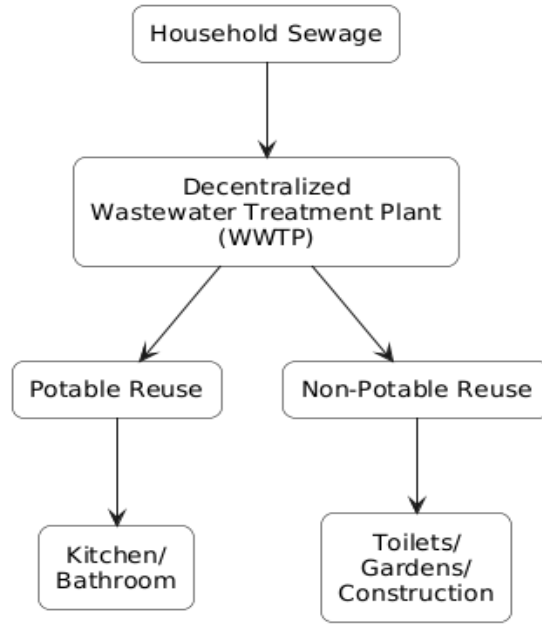 Household Sewage
Decentralized
Wastewater Treatment Plant
(WWTP)
Potable Reuse
Non-Potable Reuse
Kitchen/
Bathroom
Toilets/
Gardens/
Construction